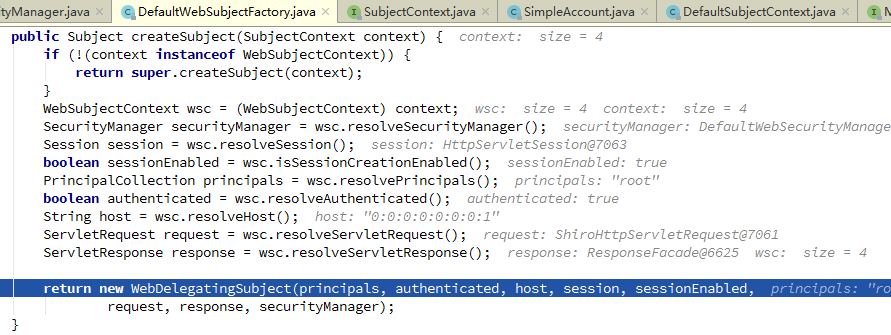 tyManager.java × DefaultWebSubjectFactory.java × SubjectContext.java × SimpleAccount.java × DefaultSubjectContext.java × M
public Subject createSubject(SubjectContext context) { context: size = 4
if (!(context instanceof WebSubjectContext)) {
return super.createSubject(context);
}
WebSubjectContext wsc = (WebSubjectContext) context; wsc: size = 4 context: size = 4
SecurityManager securityManager = wsc.resolveSecurityManager(); securityManager: DefaultWebSecurityManage
Session session = wsc.resolveSession(); session: HttpServletSession@7063
boolean sessionEnabled = wsc.isSessionCreationEnabled(); sessionEnabled: true
PrincipalCollection principals = wsc.resolvePrincipals(); principals: "root"
boolean authenticated = wsc.resolveAuthenticated(); authenticated: true
String host = wsc.resolveHost(); host: "0:0:0:0:0:0:0:1"
ServletRequest request = wsc.resolveServletRequest(); request: ShiroHttpServletRequest@7061
ServletResponse response = wsc.resolveServletResponse(); response: ResponseFacade@6625 wsc: size = 4
return new WebDelegatingSubject(principals, authenticated, host, session, sessionEnabled, principals: "ro
request, response, securityManager);
}